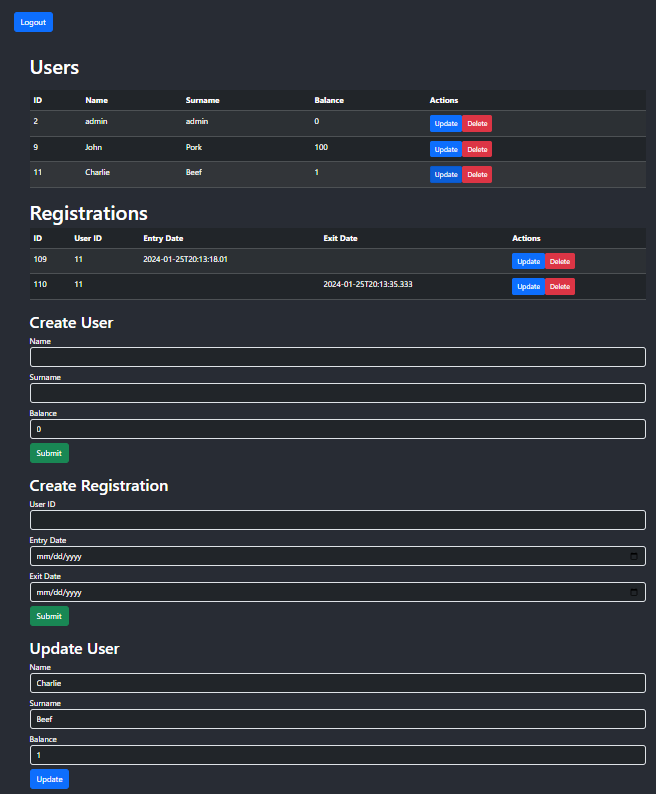 Logout
Users
ID Name Surname Balance Actions
2 admin admin 0 Update Delete
9 John Pork 100 Update Delete
11 Charlie Beef 1 Update Delete
Registrations
ID User ID Entry Date Exit Date Actions
109 11 2024-01-25T20:13:18.01 Update Delete
110 11 2024-01-25T20:13:35.333 Update Delete
Create User
Name
Surname
Balance
0
Submit
Create Registration
User ID
Entry Date
mm/dd/yyyy
Exit Date
mm/dd/yyyy
Submit
Update User
Name
Charlie
Surname
Beef
Balance
1
Update